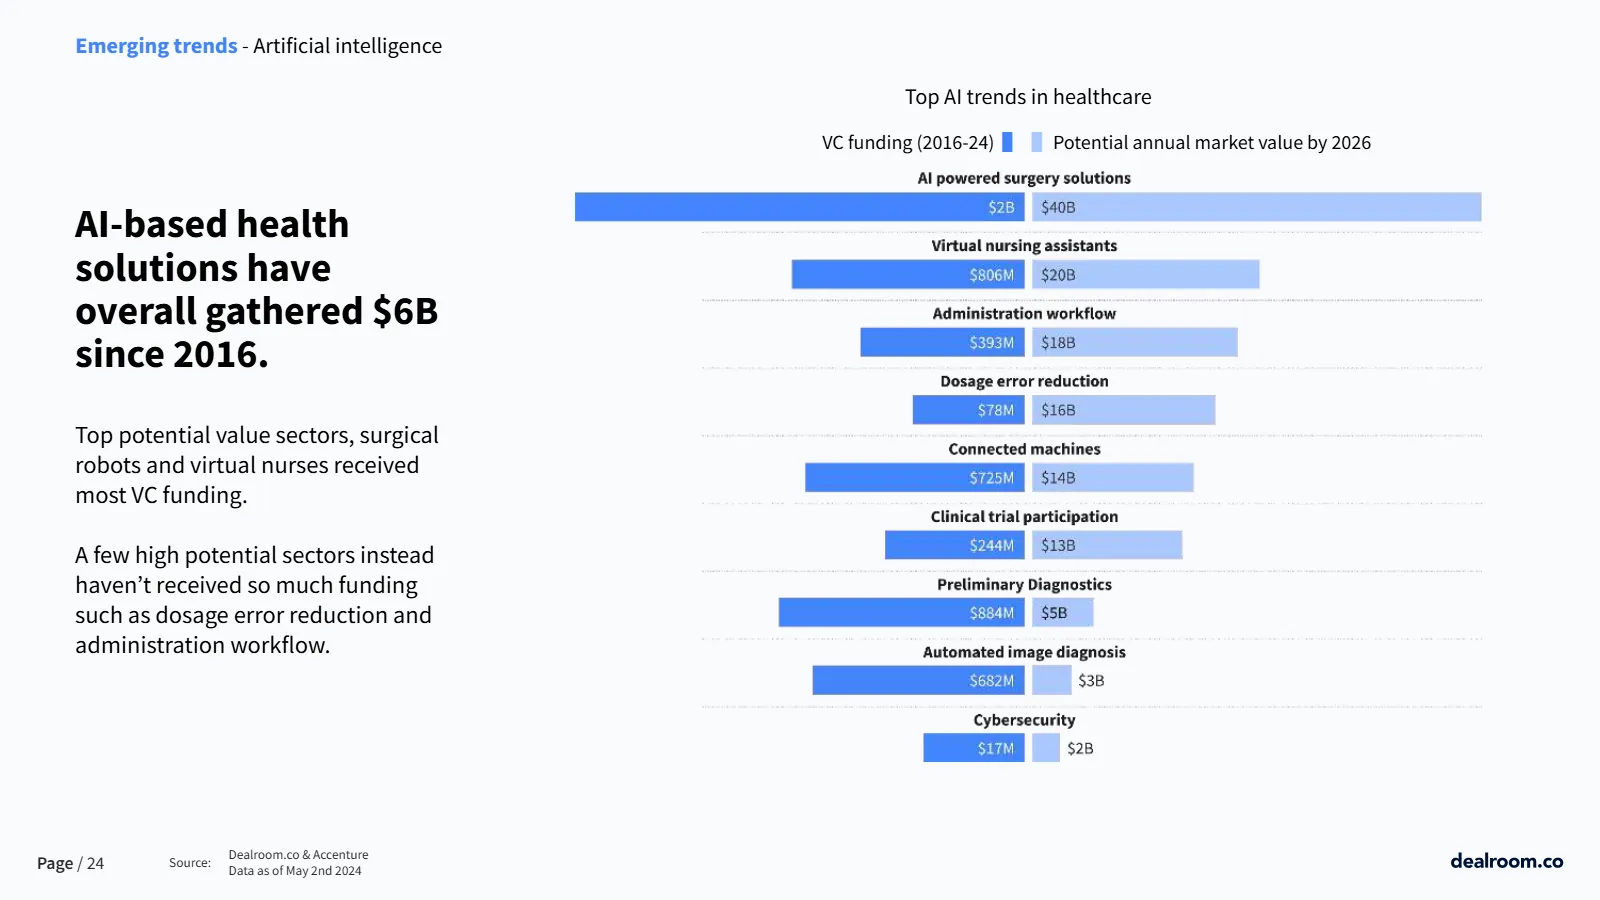 Emerging trends - Artificial intelligence
AI-based health
solutions have
overall gathered $6B
since 2016.
Top potential value sectors, surgical
robots and virtual nurses received
most VC funding.
A few high potential sectors instead
haven’t received so much funding
such as dosage error reduction and
administration workflow.
Top AI trends in healthcare
VC funding (2016-24) Potential annual market value by 2026
AI powered surgery solutions
$2B $40B
Virtual nursing assistants
$806M $20B
Administration workflow
$393M $18B
Dosage error reduction
$78M $16B
Connected machines
$725M $14B
Clinical trial participation
$244M $13B
Preliminary Diagnostics
$884M $5B
Automated image diagnosis
$682M $3B
Cybersecurity
$17M $2B
Page / 24
Source:
Dealroom.co & Accenture
Data as of May 2nd 2024
dealroom.co